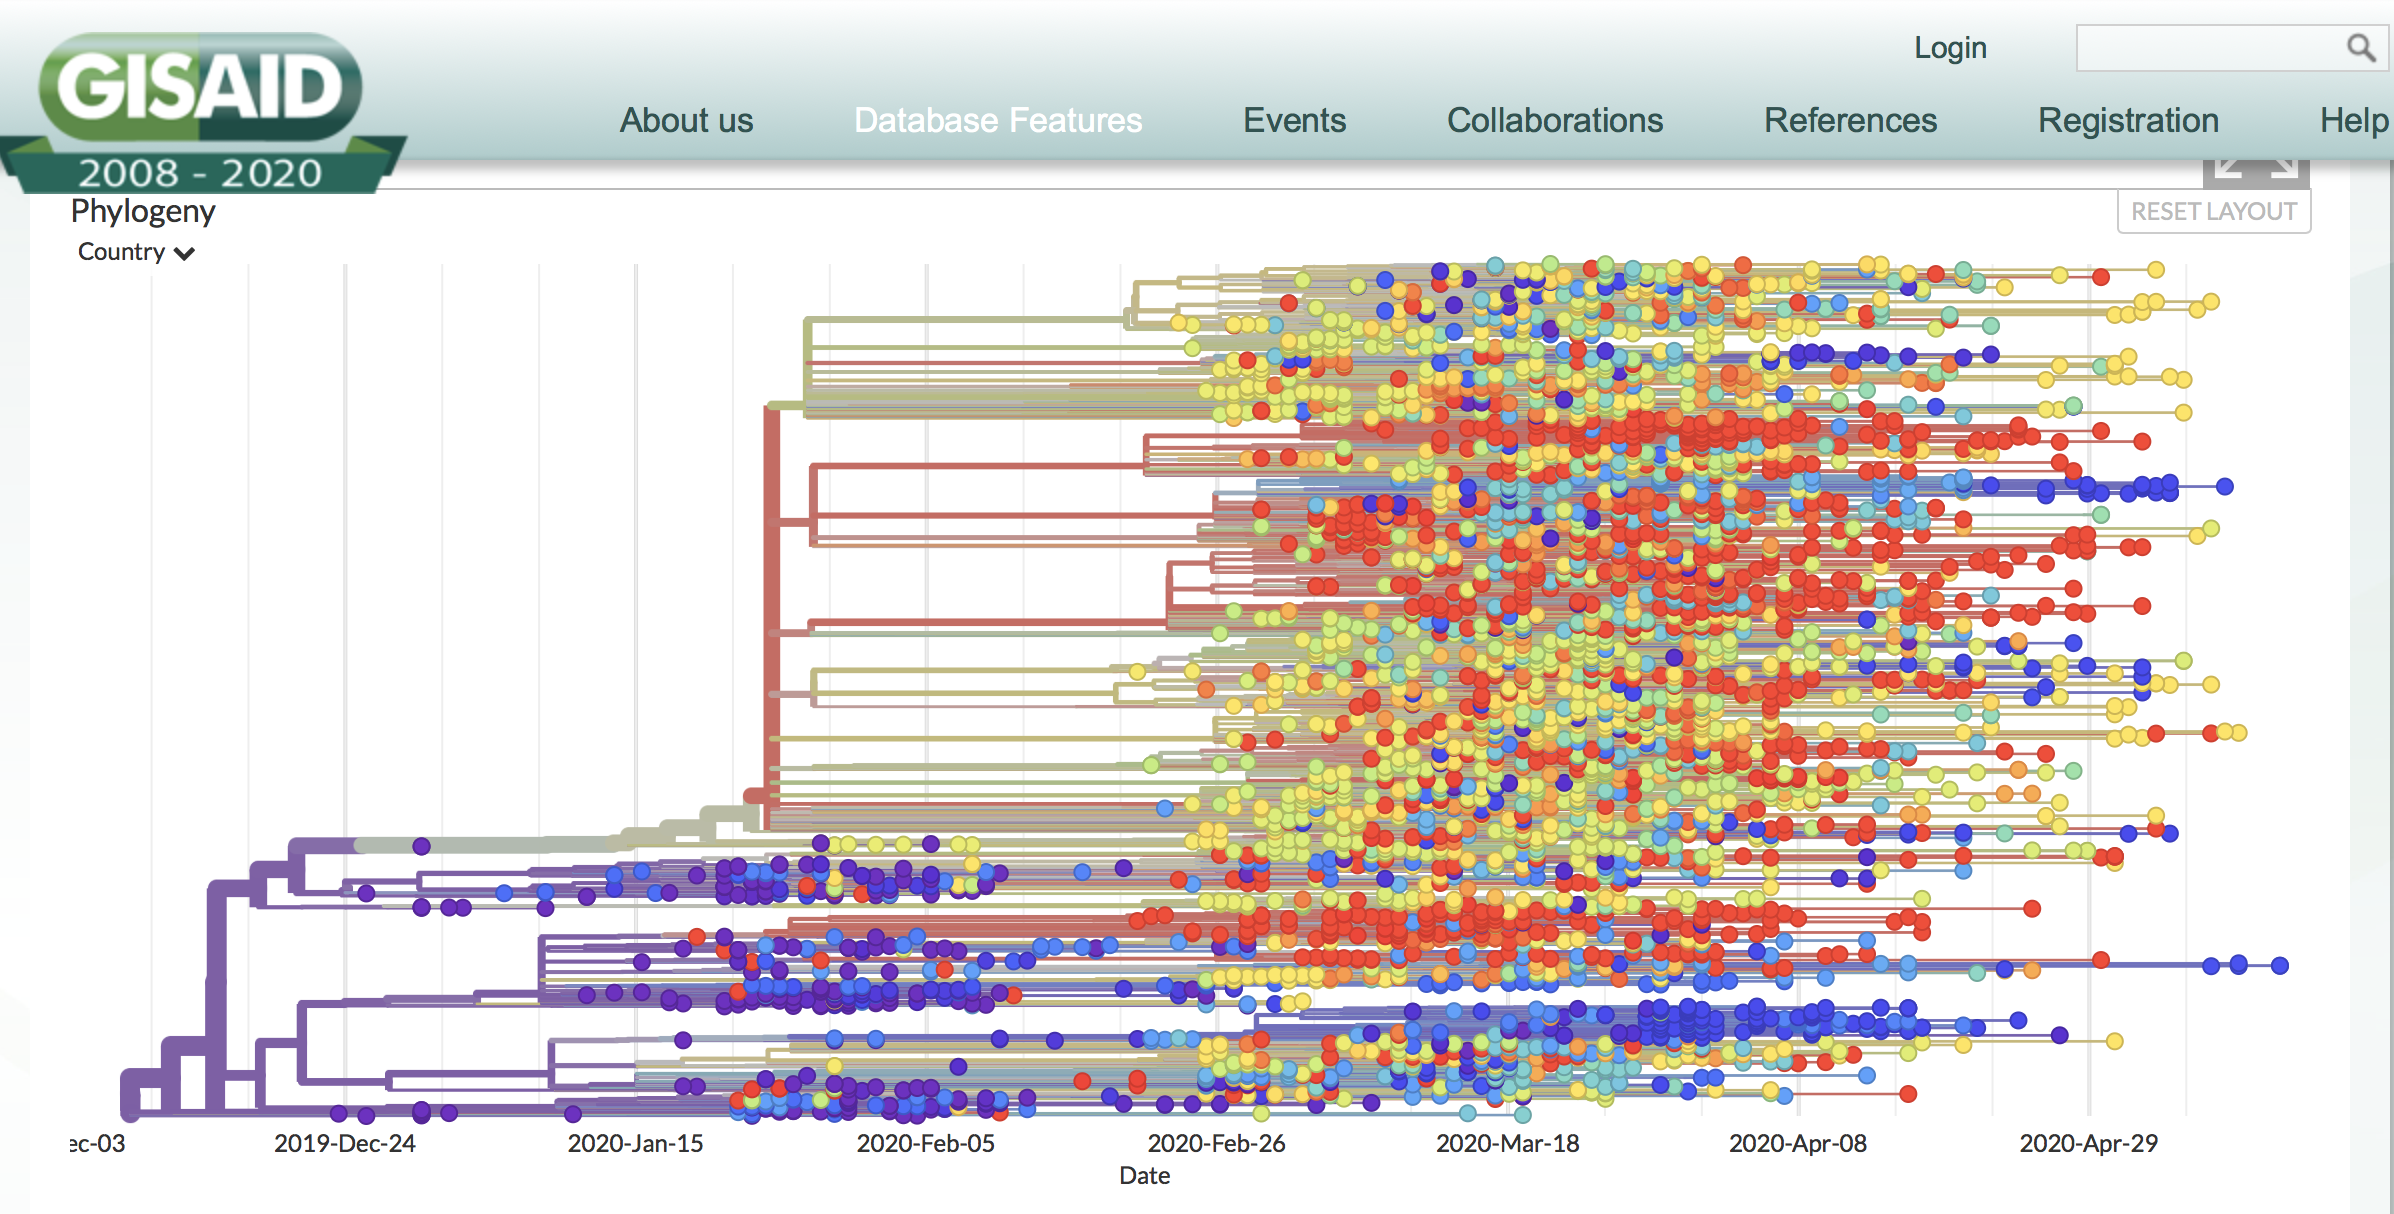 GISAID
2008 - 2020
Login
About us
Database Features
Events
Collaborations
References
Registration
Help
Phylogeny
RESET LAYOUT
Country
ec-03
2019-Dec-24
2020-Jan-15
2020-Feb-05
2020-Feb-26
2020-Mar-18
2020-Apr-08
2020-Apr-29
Date